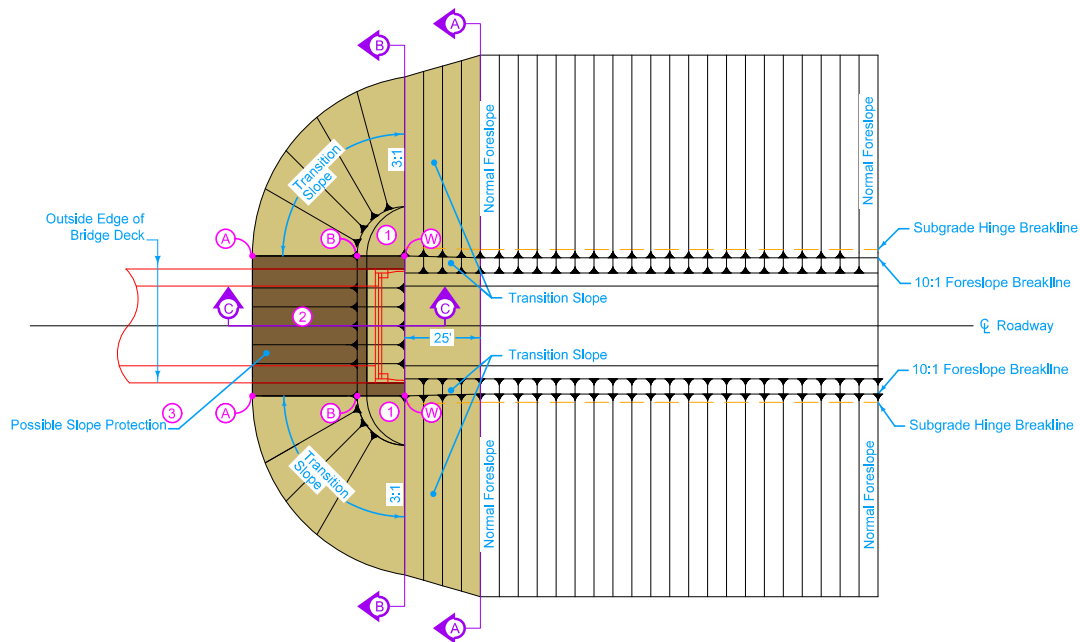 A
B
Normal Foreslope
Normal Foreslope
3:1
Transition
Slope
Outside Edge of
Bridge Deck
Subgrade Hinge Breakline
A
B
1
W
10:1 Foreslope Breakline
Transition Slope
C
2
C
℄ Roadway
25'
Transition Slope
10:1 Foreslope Breakline
3
A
B
1
W
Possible Slope Protection
Subgrade Hinge Breakline
Transition
Slope
3:1
Normal Foreslope
Normal Foreslope
B
A